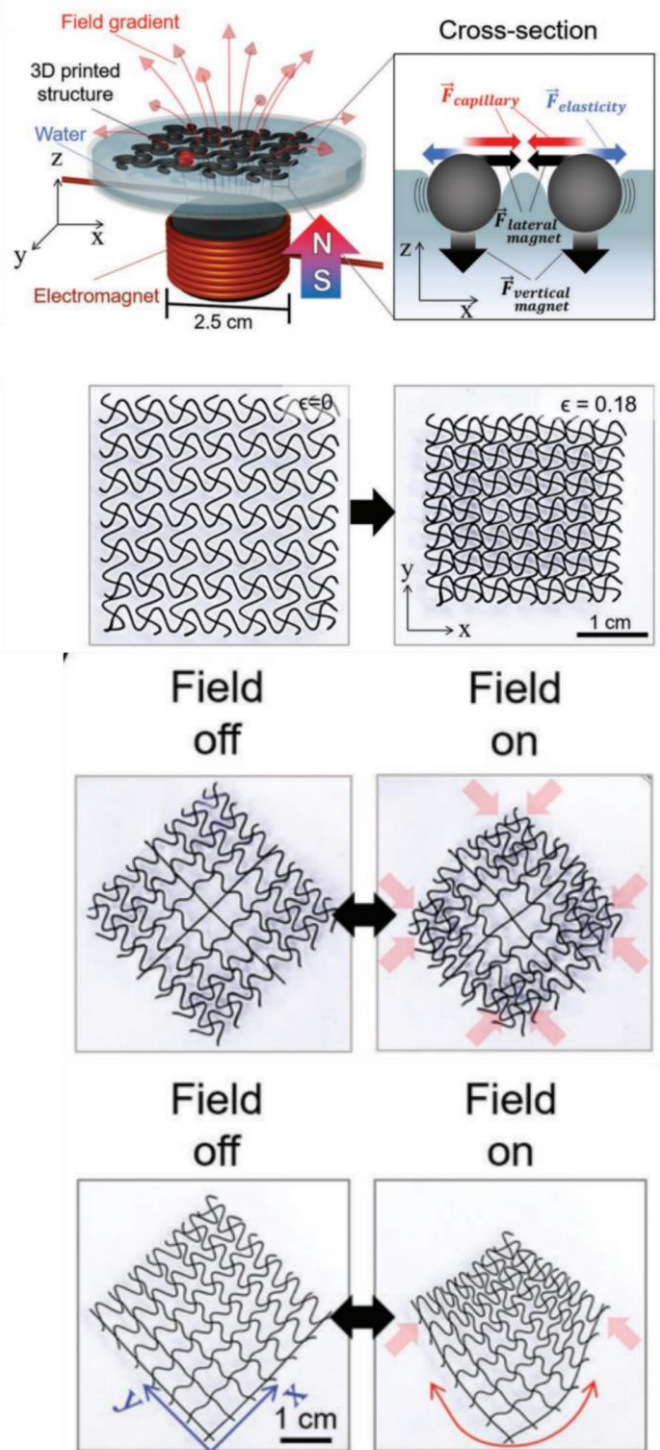 Field gradient
3D printed
structure
Water
z
x
y
Electromagnet
N
S
2.5 cm
Cross-section
F⃗capillary
F⃗elasticity
F⃗lateral
magnet
F⃗vertical
magnet
z
x
ϵ=0
ϵ = 0.18
y
x
1 cm
Field
off
Field
on
Field
off
Field
on
y
x
1 cm